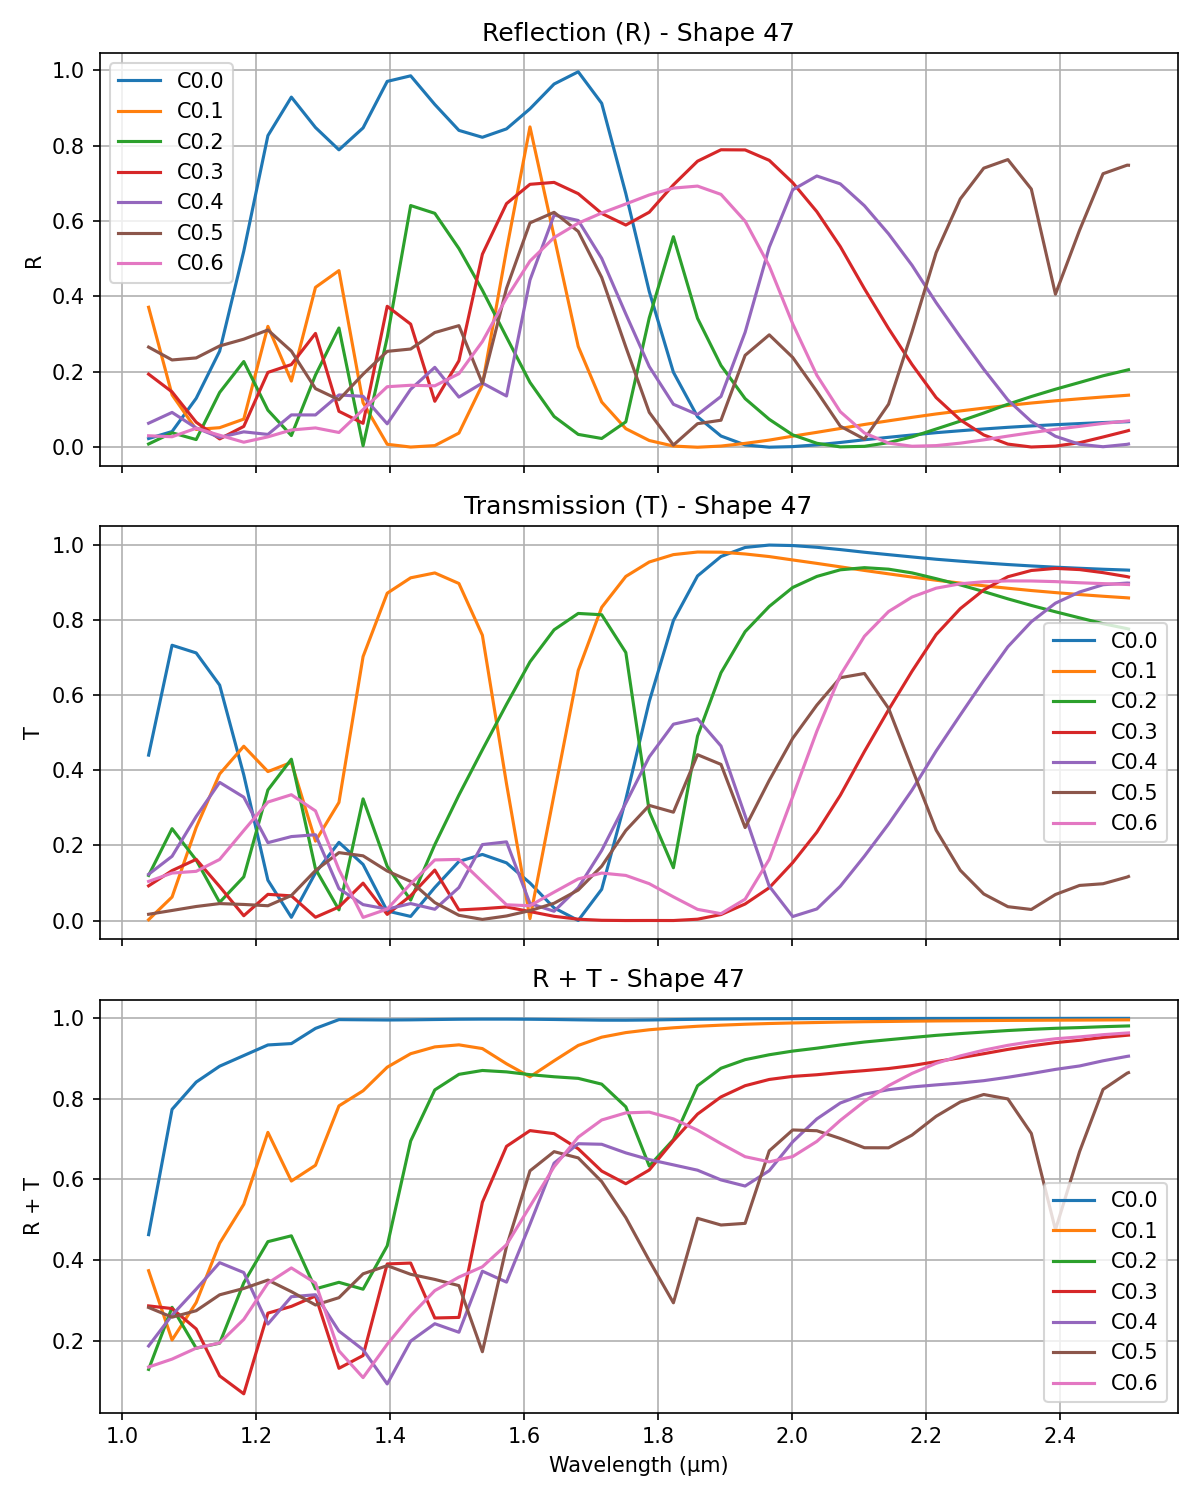 Reflection (R) - Shape 47
1.0
0.8
0.6
0.4
0.2
0.0
R
C0.0
C0.1
C0.2
C0.3
C0.4
C0.5
C0.6
Transmission (T) - Shape 47
1.0
0.8
0.6
0.4
0.2
0.0
T
C0.0
C0.1
C0.2
C0.3
C0.4
C0.5
C0.6
R + T - Shape 47
1.0
0.8
0.6
0.4
0.2
R + T
C0.0
C0.1
C0.2
C0.3
C0.4
C0.5
C0.6
1.0 1.2 1.4 1.6 1.8 2.0 2.2 2.4
Wavelength (µm)